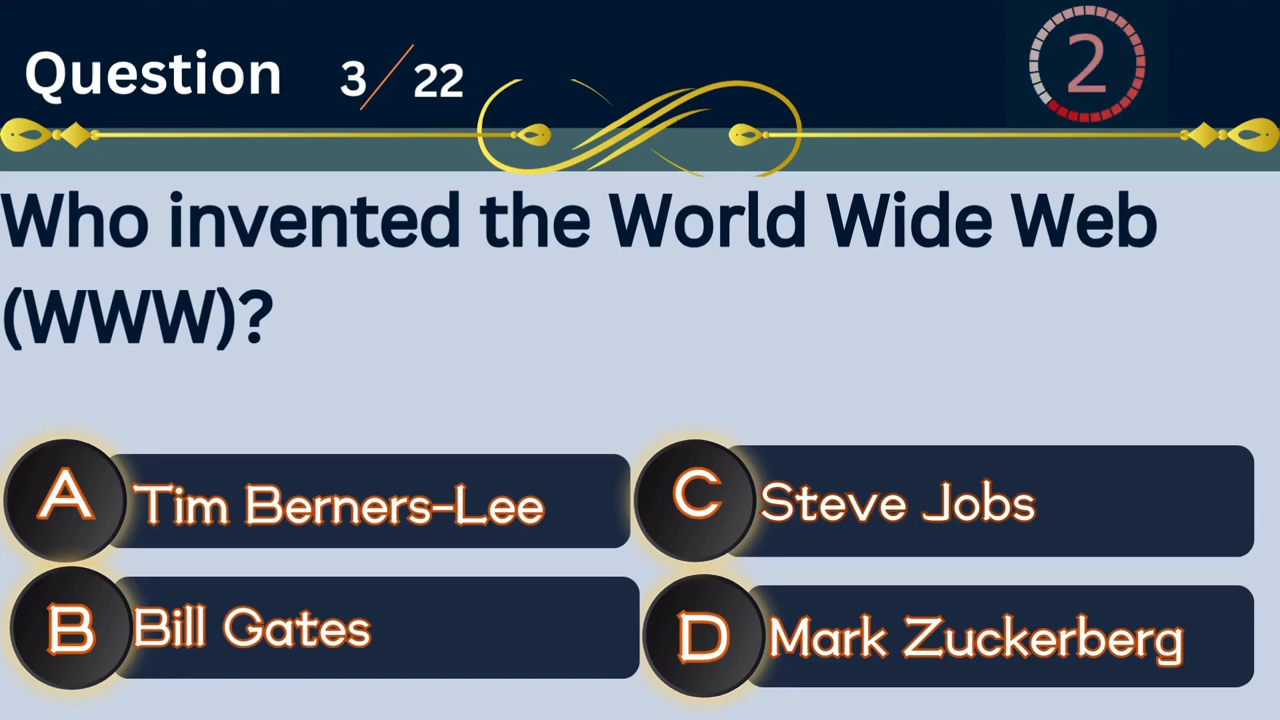 Question 3/22
2
Who invented the World Wide Web
(WWW)?
A Tim Berners-Lee
B Bill Gates
C Steve Jobs
D Mark Zuckerberg